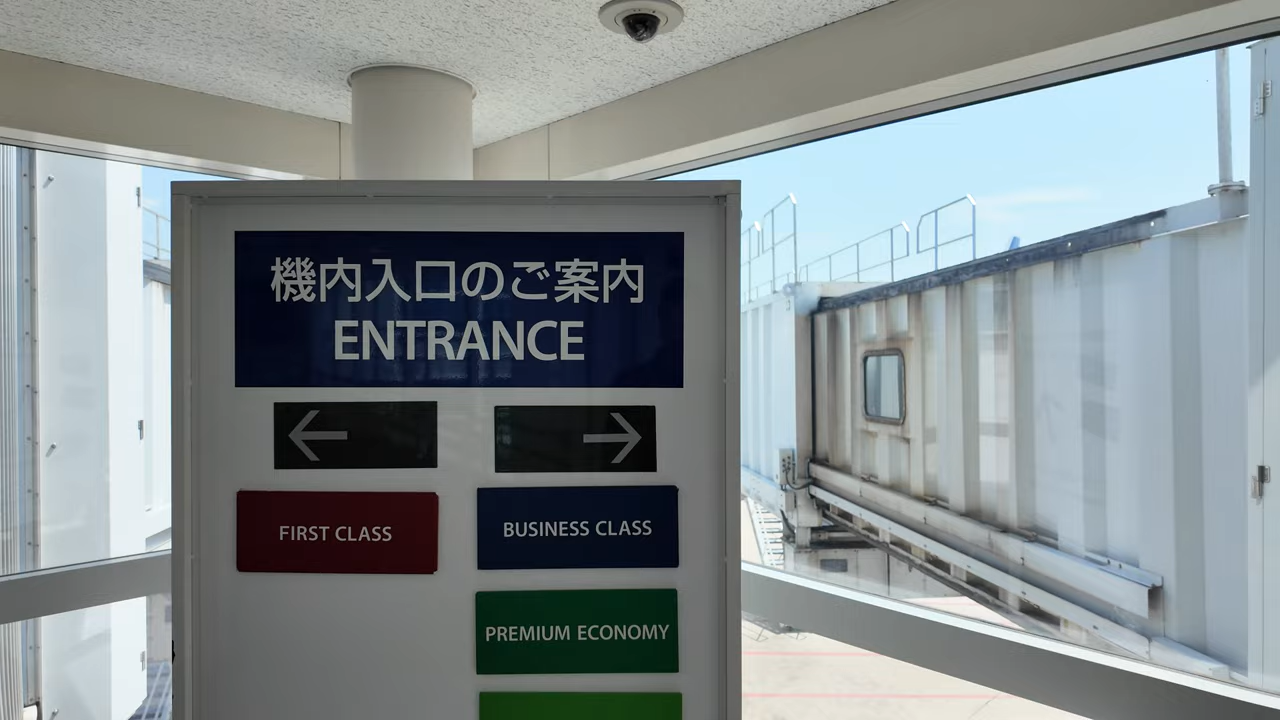 機内入口のご案内
ENTRANCE
← →
FIRST CLASS
BUSINESS CLASS
PREMIUM ECONOMY